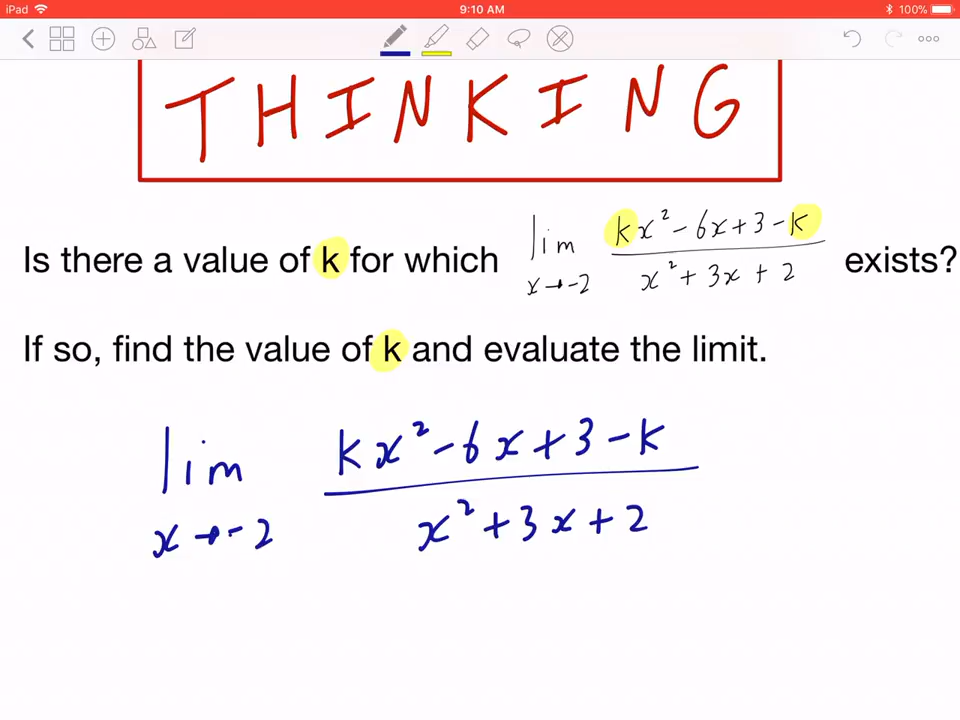 iPad 9:10 AM 100%
THINKING
Is there a value of k for which lim x→-2 (kx² - 6x + 3 - k)/(x² + 3x + 2) exists?
If so, find the value of k and evaluate the limit.
lim x→-2 (kx² - 6x + 3 - k)/(x² + 3x + 2)